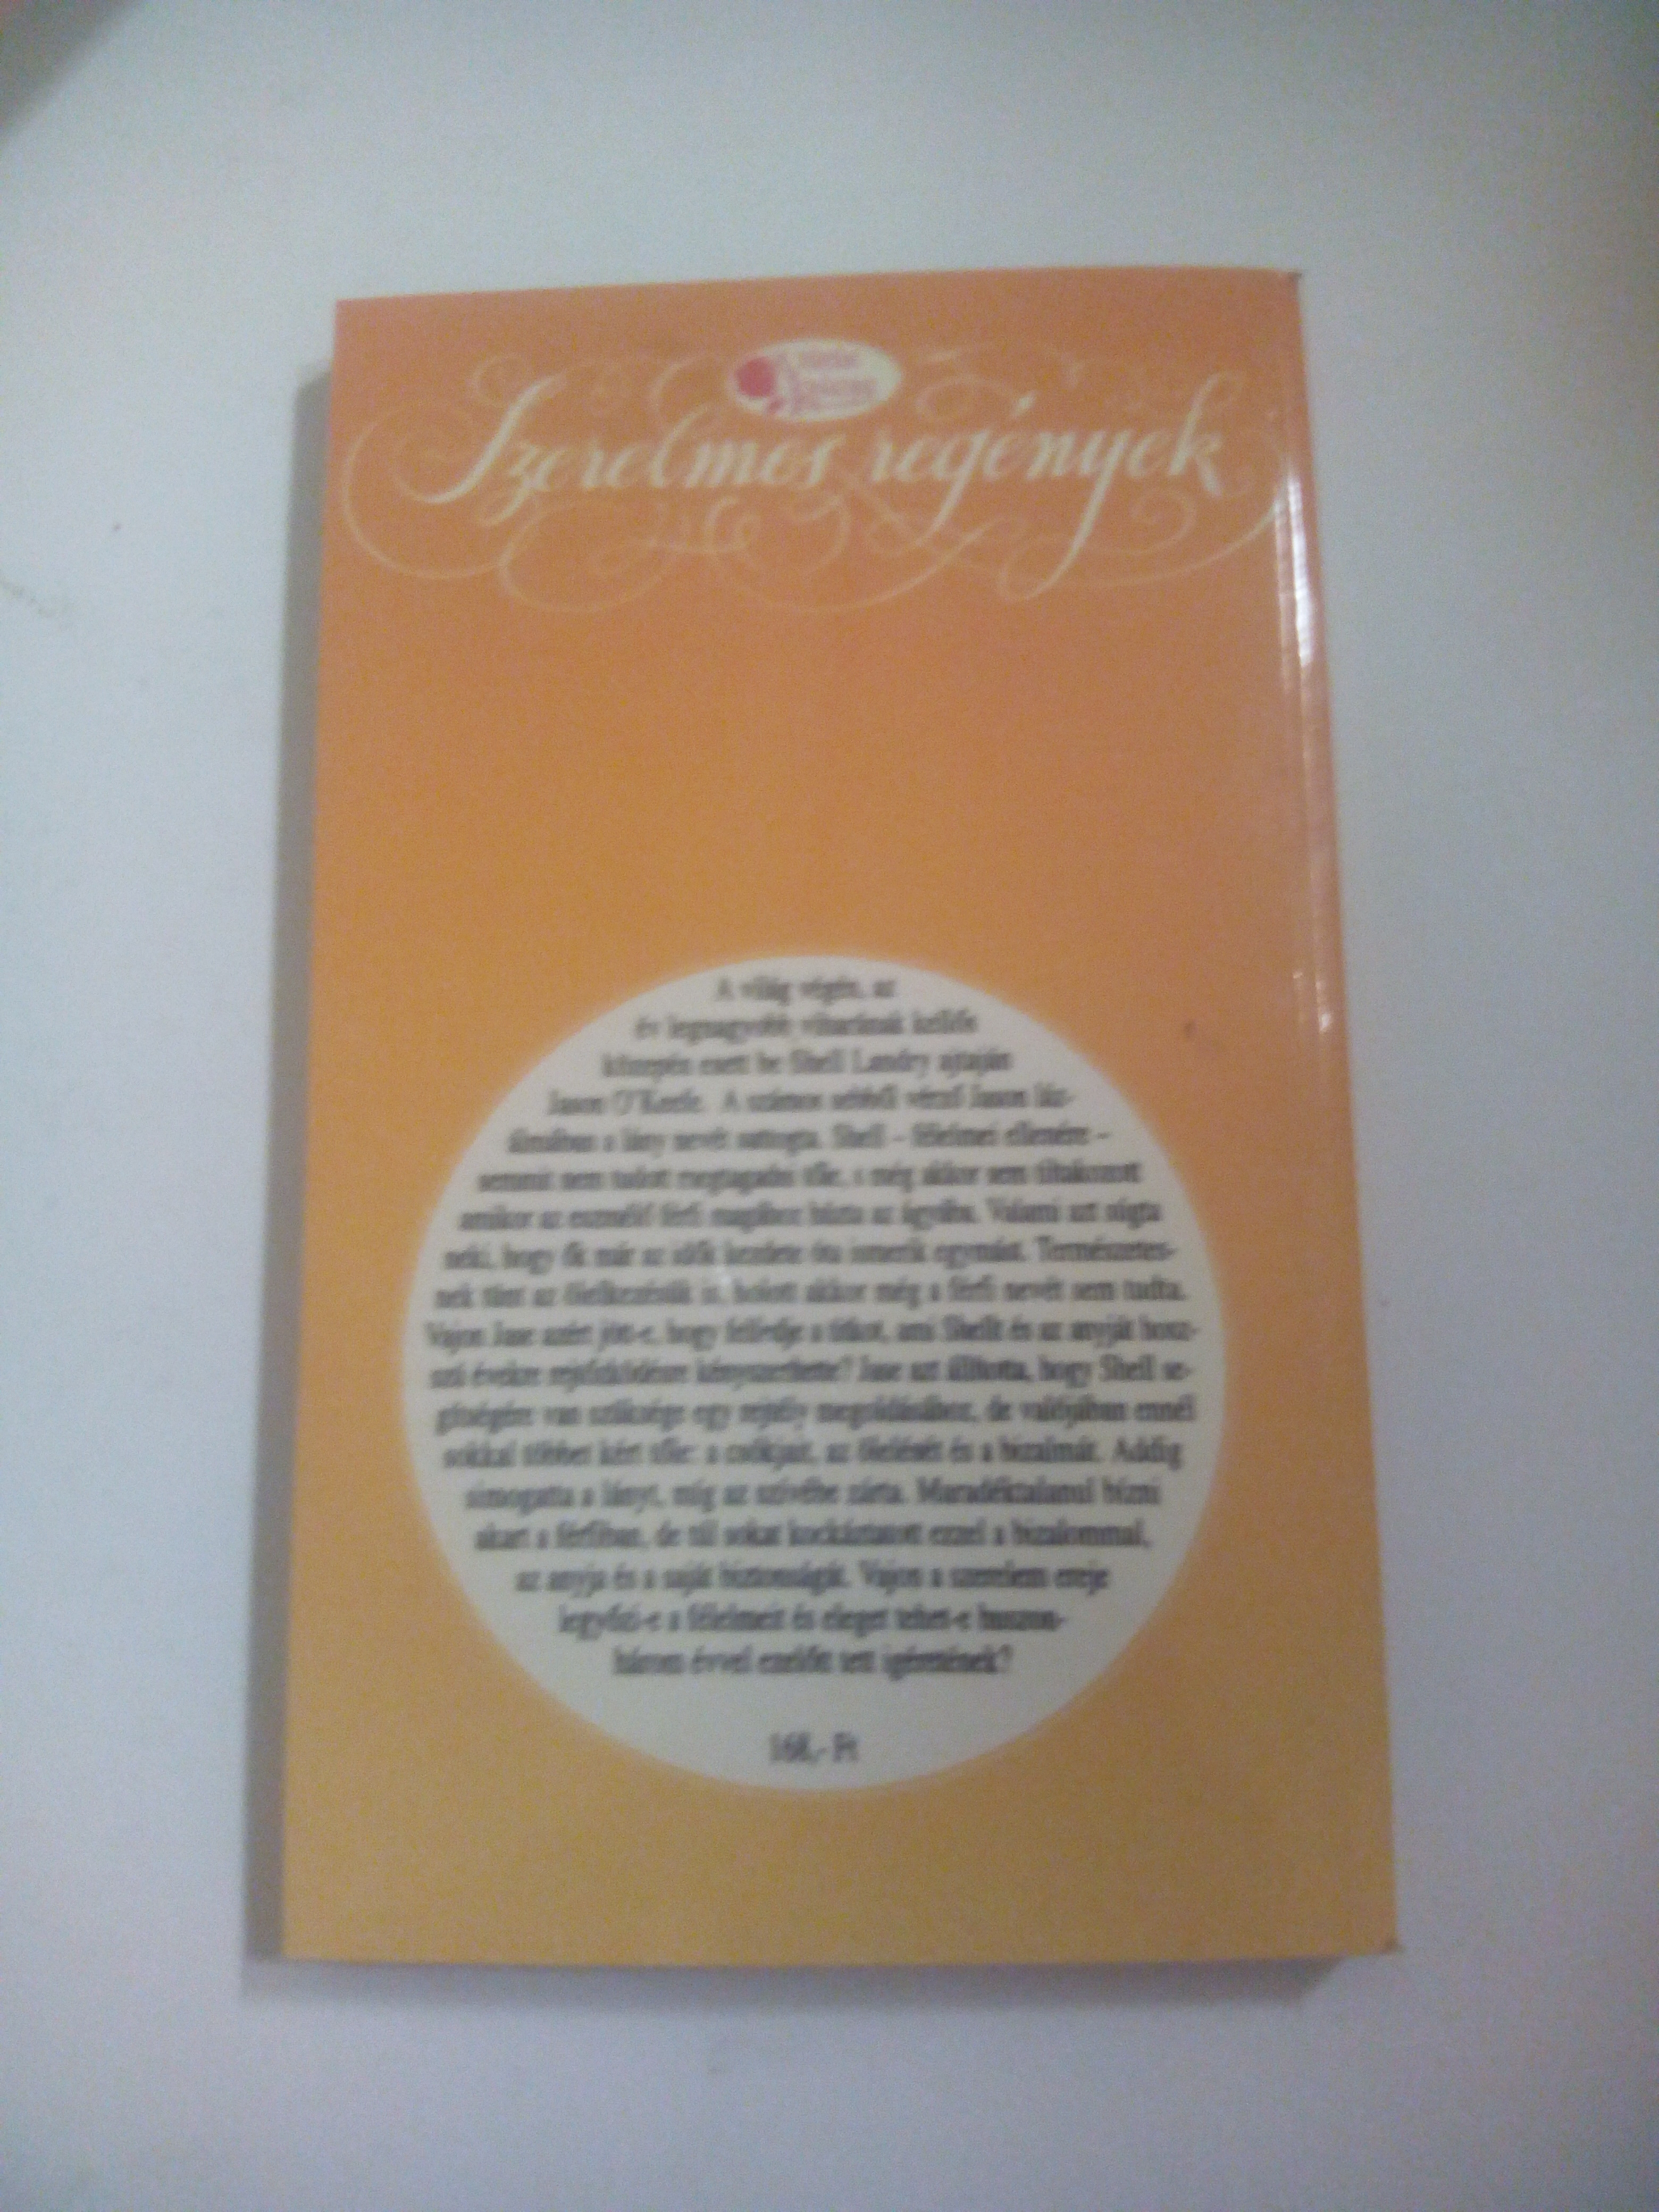 Szerelmes regények
A világ végén, az
év legnagyobb viharának kellős
közepén esett be Shell Landry ajtaján
Jason O'Keefe. A számos sebből vérző Jason láz-
álmában a lány nevét suttogta. Shell – félelmei ellenére –
semmit nem tudott megtagadni tőle, s még akkor sem tiltakozott
amikor az eszmélő férfi magához húzta az ágyába. Valami azt súgta
neki, hogy ők már az idők kezdete óta ismerik egymást. Természetes-
nek tűnt az ölelkezésük is, holott akkor még a férfi nevét sem tudta.
Vajon Jase azért jött-e, hogy felfedje a titkot, ami Shellt és az anyját hosz-
szú évekre rejtőzködésre kényszerítette? Jase azt állította, hogy Shell se-
gítségére van szüksége egy rejtély megoldásához, de valójában ennél
sokkal többet kért tőle: a csókjait, az ölelését és a bizalmát. Addig
simogatta a lányt, míg az szívébe zárta. Maradéktalanul bízni
akart a férfiban, de túl sokat kockáztatott ezzel a bizalommal,
az anyja és a saját biztonságát. Vajon a szerelem ereje
legyőzi-e a félelmeit és eleget tehet-e huszon-
három évvel ezelőtt tett ígéretének?
168,- Ft